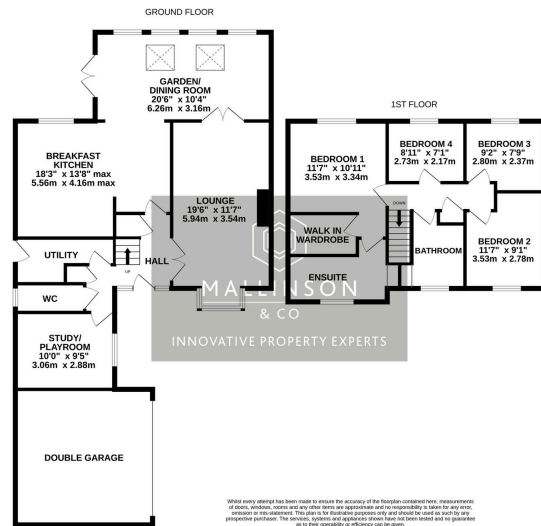 GROUND FLOOR
GARDEN/
DINING ROOM
20'6" x 10'4"
6.26m x 3.16m
BREAKFAST
KITCHEN
18'3" x 13'8" max
5.56m x 4.16m max
LOUNGE
19'6" x 11'7"
5.94m x 3.54m
UTILITY
UP
HALL
WC
STUDY/
PLAYROOM
10'0" x 9'5"
3.06m x 2.88m
DOUBLE GARAGE
1ST FLOOR
BEDROOM 1
11'7" x 10'11"
3.53m x 3.34m
BEDROOM 4
8'11" x 7'1"
2.73m x 2.17m
BEDROOM 3
9'2" x 7'9"
2.80m x 2.37m
DOWN
WALK IN
WARDROBE
BATHROOM
BEDROOM 2
11'7" x 9'1"
3.53m x 2.78m
ENSUITE
MALLINSON
& CO
INNOVATIVE PROPERTY EXPERTS
Whilst every attempt has been made to ensure the accuracy of the floorplan contained here, measurements
of doors, windows, rooms and any other items are approximate and no responsibility is taken for any error,
omission or mis-statement. This plan is for illustrative purposes only and should be used as such by any
prospective purchaser. The services, systems and appliances shown have not been tested and no guarantee
as to their operability or efficiency can be given.